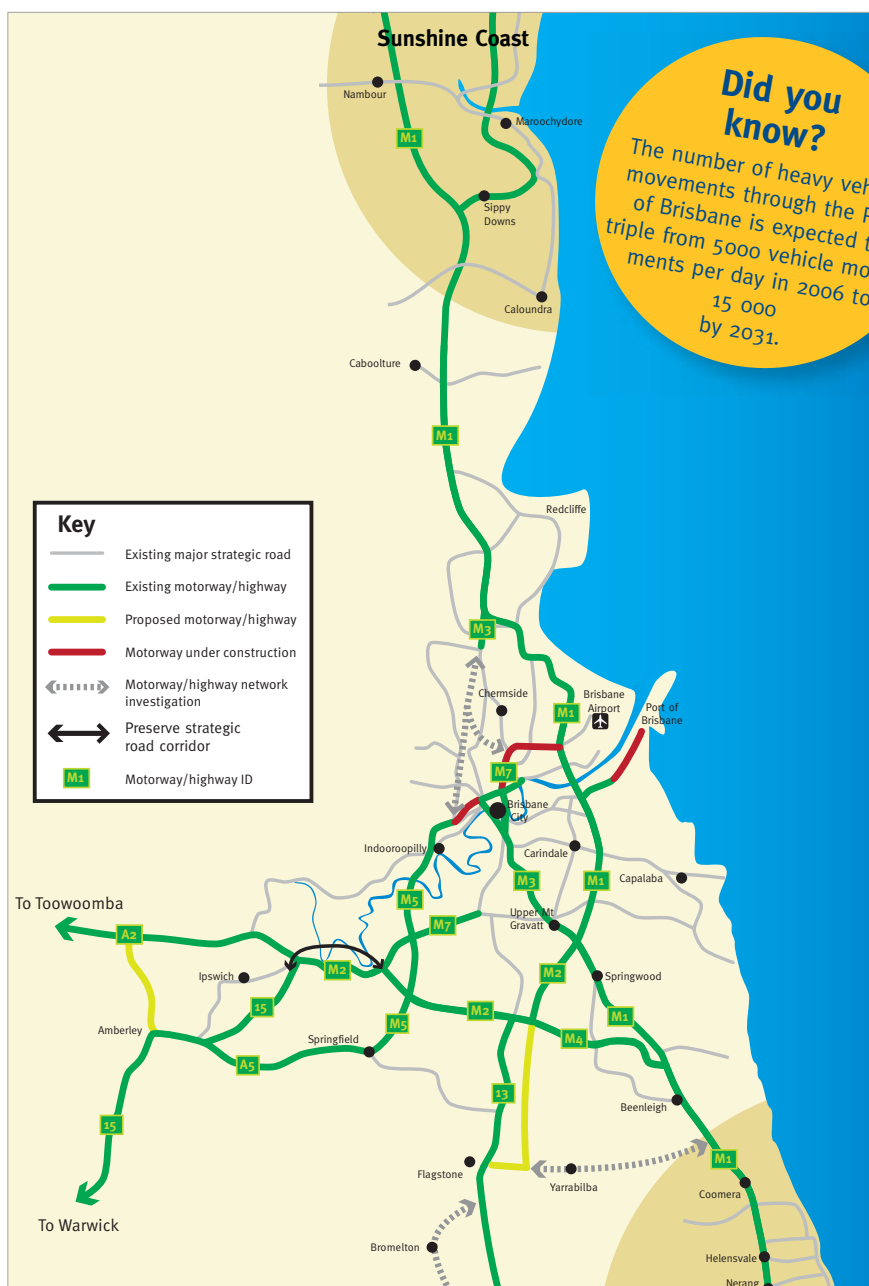 Sunshine Coast
Nambour
Maroochydore
M1
Sippy
Downs
Caloundra
Did you
know?
The number of heavy veh
movements through the
of Brisbane is expected t
triple from 5000 vehicle mo
ments per day in 2006 to
15 000
by 2031.
Caboolture
M1
Redcliffe
Key
Existing major strategic road
Existing motorway/highway
Proposed motorway/highway
Motorway under construction
Motorway/highway network
investigation
Preserve strategic
road corridor
M1
Motorway/highway ID
M3
Chermside
Brisbane
Airport
Port of
Brisbane
M1
M7
Brisbane
City
Indooroopilly
Carindale
M3
M1
Capalaba
M5
To Toowoomba
A2
M7
Upper Mt
Gravatt
Ipswich
M2
M2
Springwood
15
M2
M1
Amberley
M5
Springfield
M4
A5
13
Beenleigh
15
M1
Flagstone
Yarrabilba
Coomera
To Warwick
Bromelton
Helensvale
Nerang